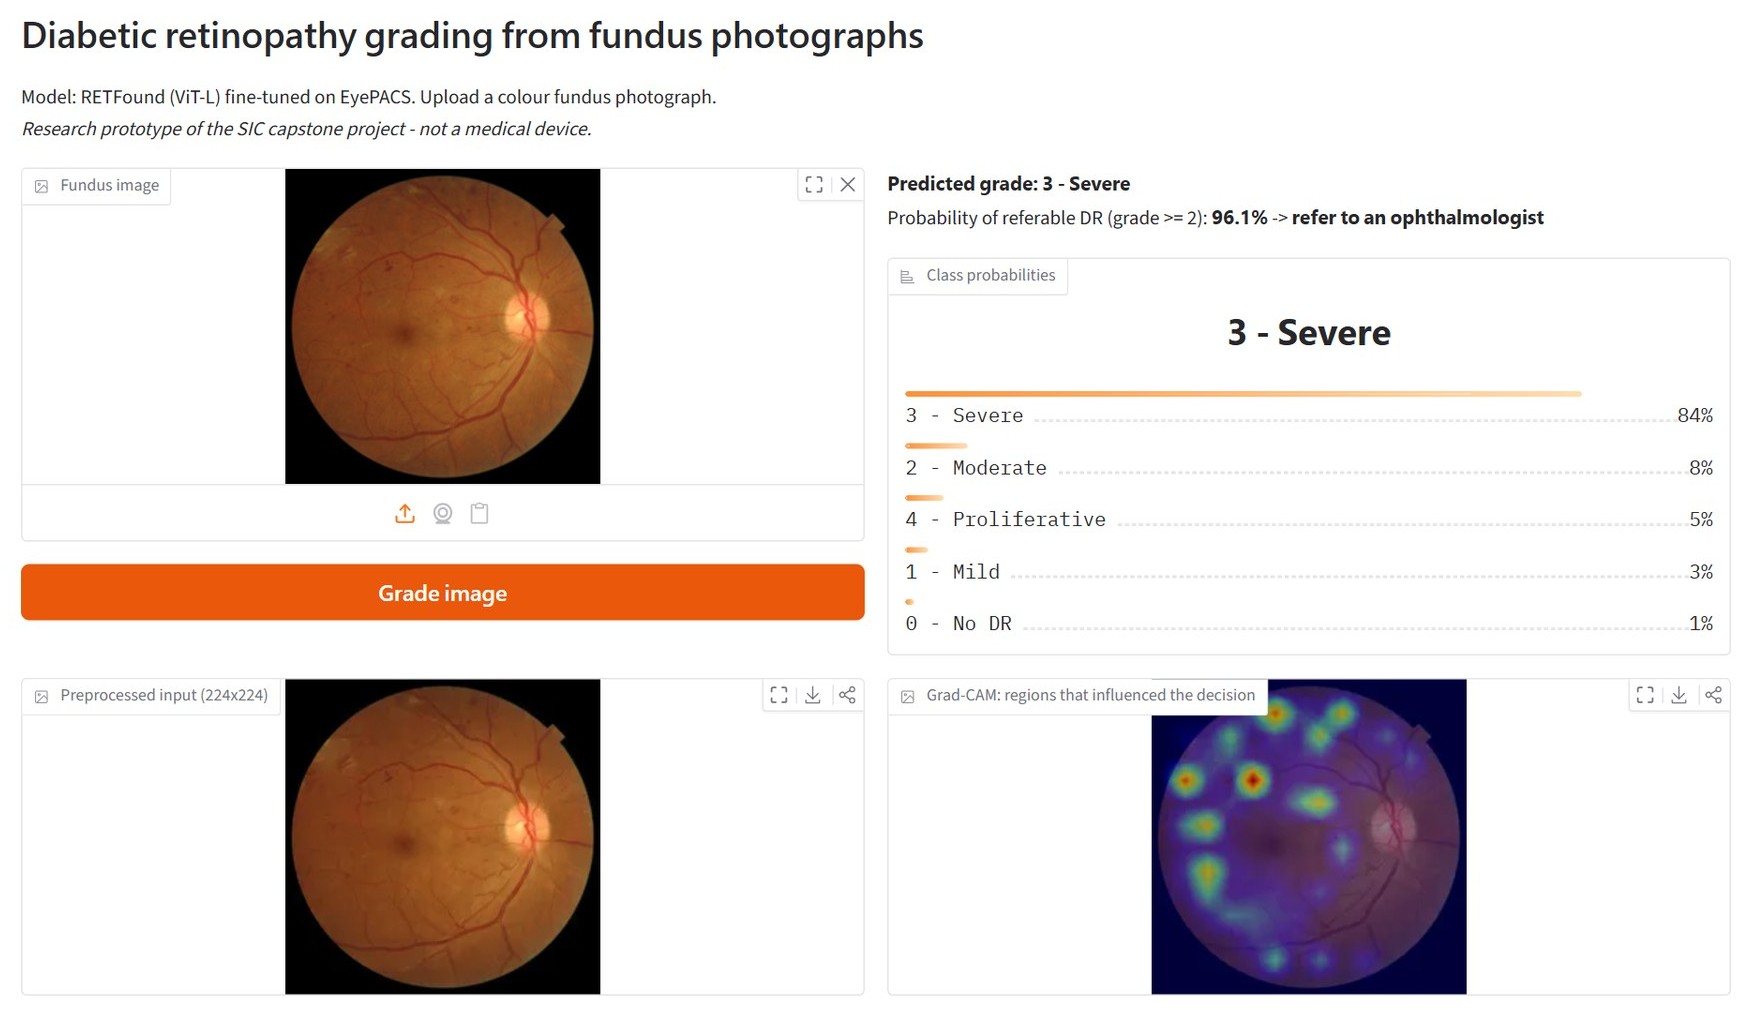 Diabetic retinopathy grading from fundus photographs
Model: RETFound (ViT-L) fine-tuned on EyePACS. Upload a colour fundus photograph.
Research prototype of the SIC capstone project - not a medical device.
Fundus image
Predicted grade: 3 - Severe
Probability of referable DR (grade >= 2): 96.1% -> refer to an ophthalmologist
Class probabilities
3 - Severe
3 - Severe 84%
2 - Moderate 8%
4 - Proliferative 5%
1 - Mild 3%
0 - No DR 1%
Grade image
Preprocessed input (224x224)
Grad-CAM: regions that influenced the decision